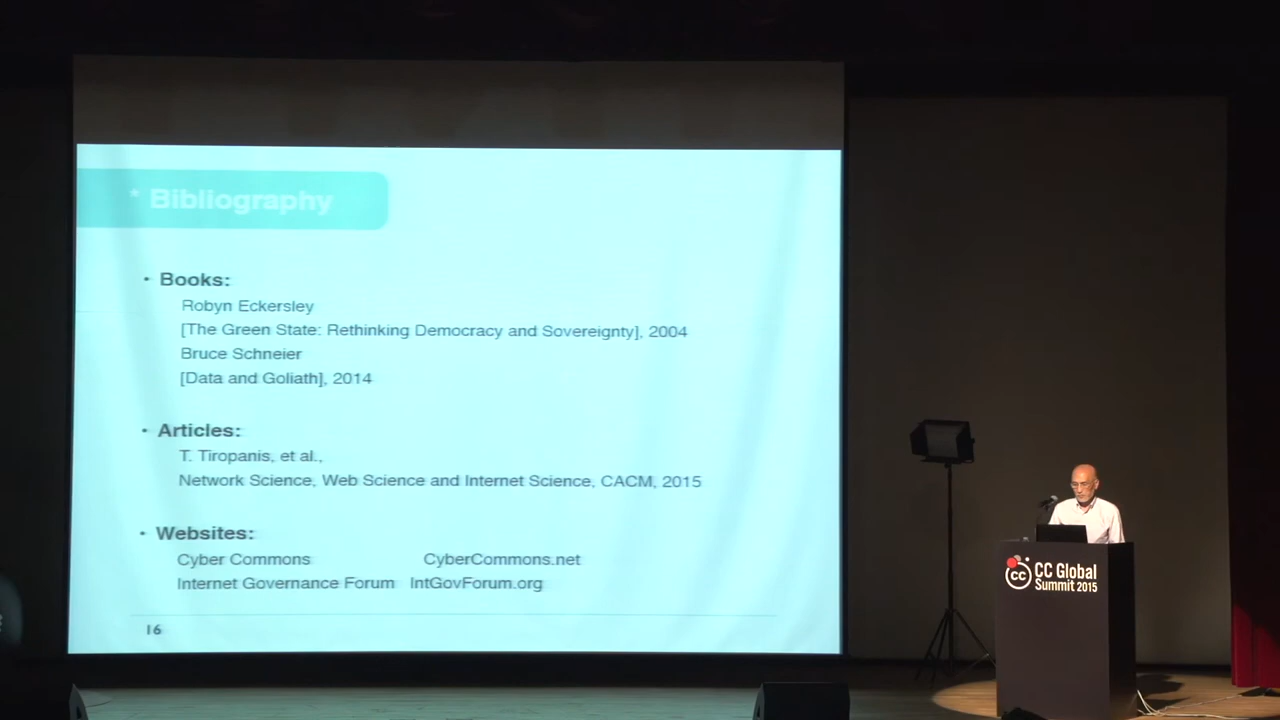 * Bibliography
• Books:
Robyn Eckersley
[The Green State: Rethinking Democracy and Sovereignty], 2004
Bruce Schneier
[Data and Goliath], 2014
• Articles:
T. Tiropanis, et al.,
Network Science, Web Science and Internet Science, CACM, 2015
• Websites:
Cyber Commons CyberCommons.net
Internet Governance Forum IntGovForum.org
16
cc CC Global
Summit 2015